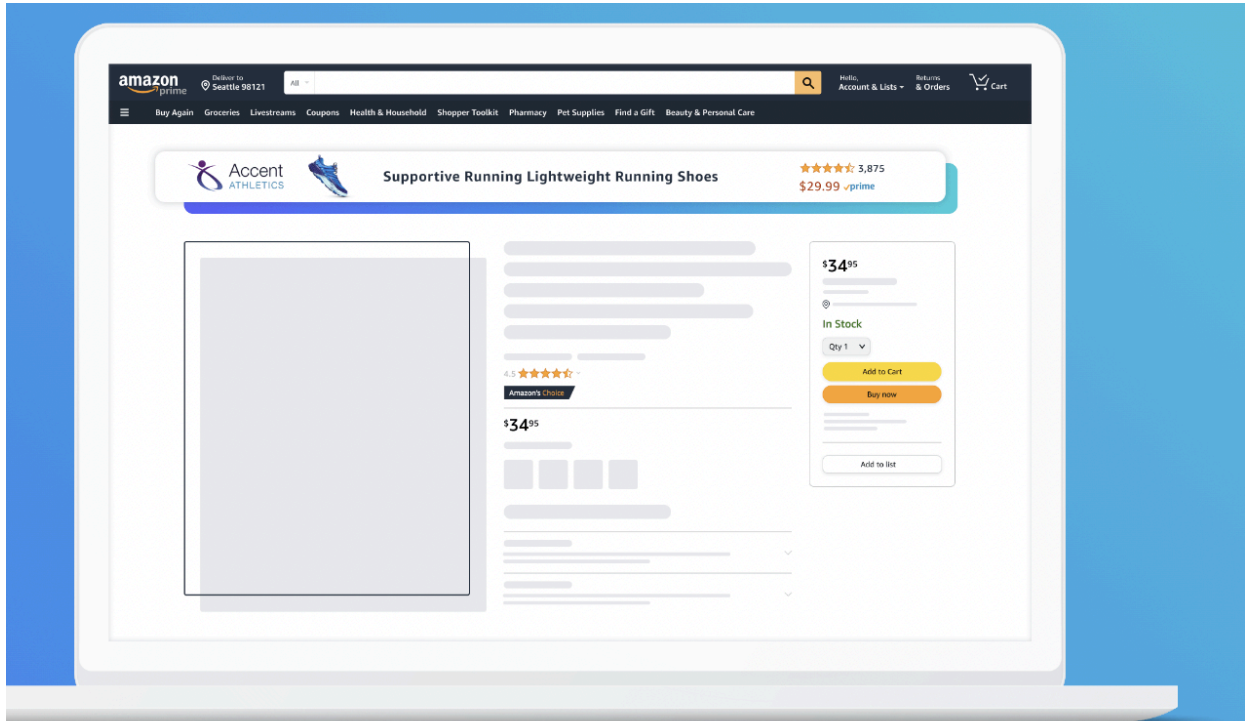 amazon prime
Deliver to
Seattle 98121
All
Hello,
Account & Lists
Returns
& Orders
Cart
Buy Again Groceries Livestreams Coupons Health & Household Shopper Toolkit Pharmacy Pet Supplies Find a Gift Beauty & Personal Care
Accent
ATHLETICS
Supportive Running Lightweight Running Shoes
3,875
$29.99 prime
$34.95
In Stock
Qty 1
Add to Cart
Buy now
Add to list
4.5
Amazon's Choice
$34.95